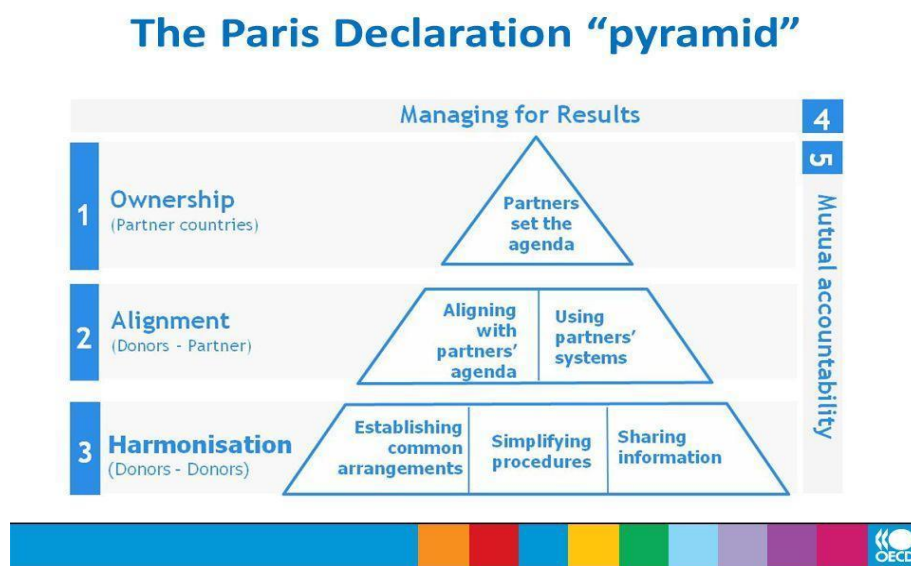 The Paris Declaration “pyramid”
Managing for Results
4
5
Mutual accountability
1
Ownership
(Partner countries)
Partners
set the
agenda
2
Alignment
(Donors - Partner)
Aligning
with
partners’
agenda
Using
partners’
systems
3
Harmonisation
(Donors - Donors)
Establishing
common
arrangements
Simplifying
procedures
Sharing
information
OECD